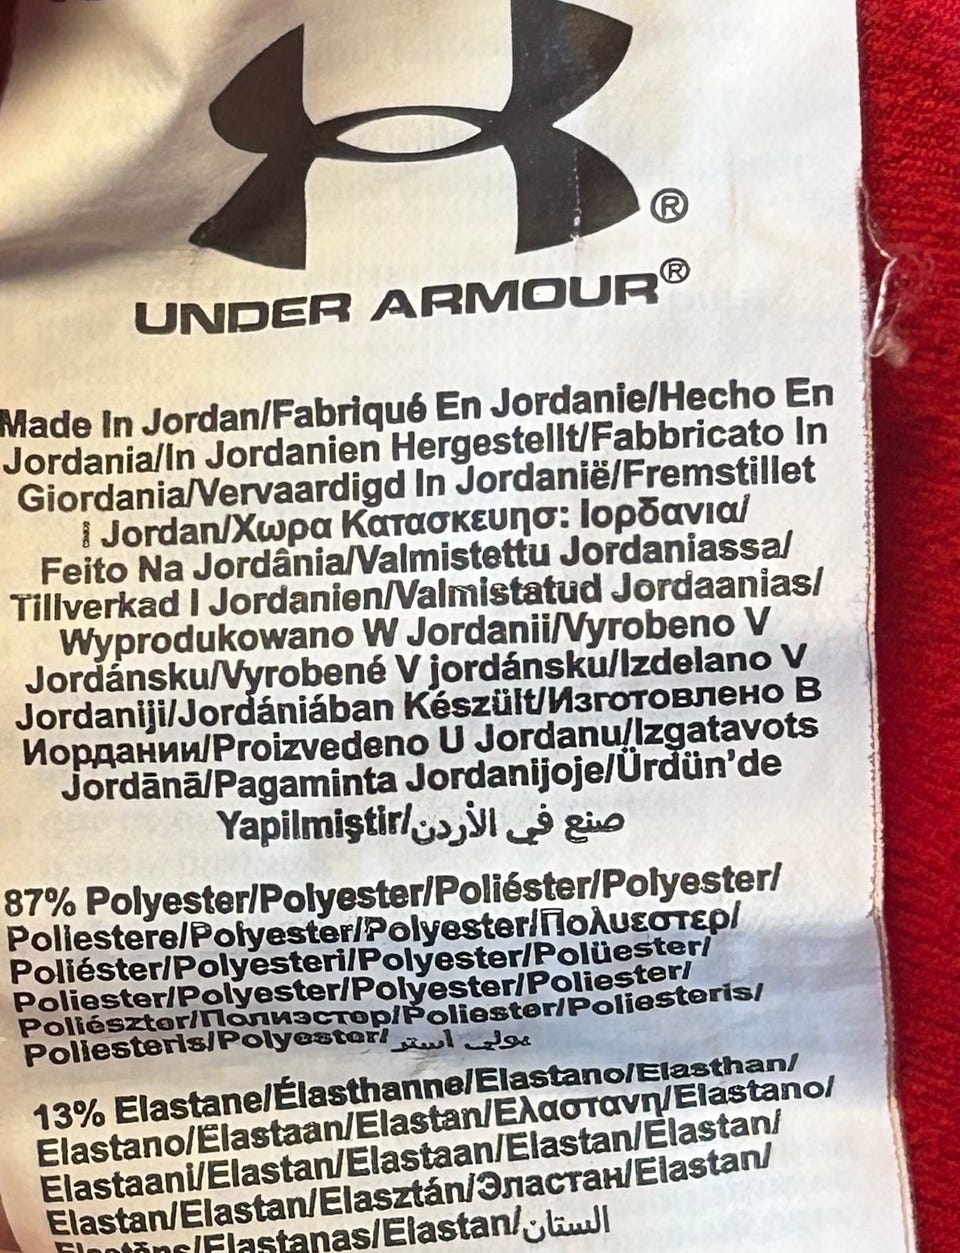 ®
UNDER ARMOUR®
Made In Jordan/Fabriqué En Jordanie/Hecho En
Jordania/In Jordanien Hergestellt/Fabbricato In
Giordania/Vervaardigd In Jordanië/Fremstillet
i Jordan/Χωρα Κατασκευησ: Ιορδανια/
Feito Na Jordânia/Valmistettu Jordaniassa/
Tillverkad I Jordanien/Valmistatud Jordaanias/
Wyprodukowano W Jordanii/Vyrobeno V
Jordánsku/Vyrobené V jordánsku/Izdelano V
Jordaniji/Jordániában Készült/Изготовлено В
Иордании/Proizvedeno U Jordanu/Izgatavots
Jordānā/Pagaminta Jordanijoje/Ürdün’de
Yapilmiştir/صنع في الأردن
87% Polyester/Polyester/Poliéster/Polyester/
Poliestere/Polyester/Polyester/Πολυεστερ/
Poliéster/Polyesteri/Polyester/Polüester/
Poliester/Polyester/Polyester/Poliester/
Poliészter/Полиэстер/Poliester/Poliesteris/
Poliesteris/Polyester/بولي استر
13% Elastane/Élasthanne/Elastano/Elasthan/
Elastano/Elastaan/Elastan/Ελαστανη/Elastano/
Elastaani/Elastan/Elastaan/Elastan/Elastan/
Elastan/Elastan/Elasztán/Эластан/Elastan/
Elastāns/Elastanas/Elastan/الستان